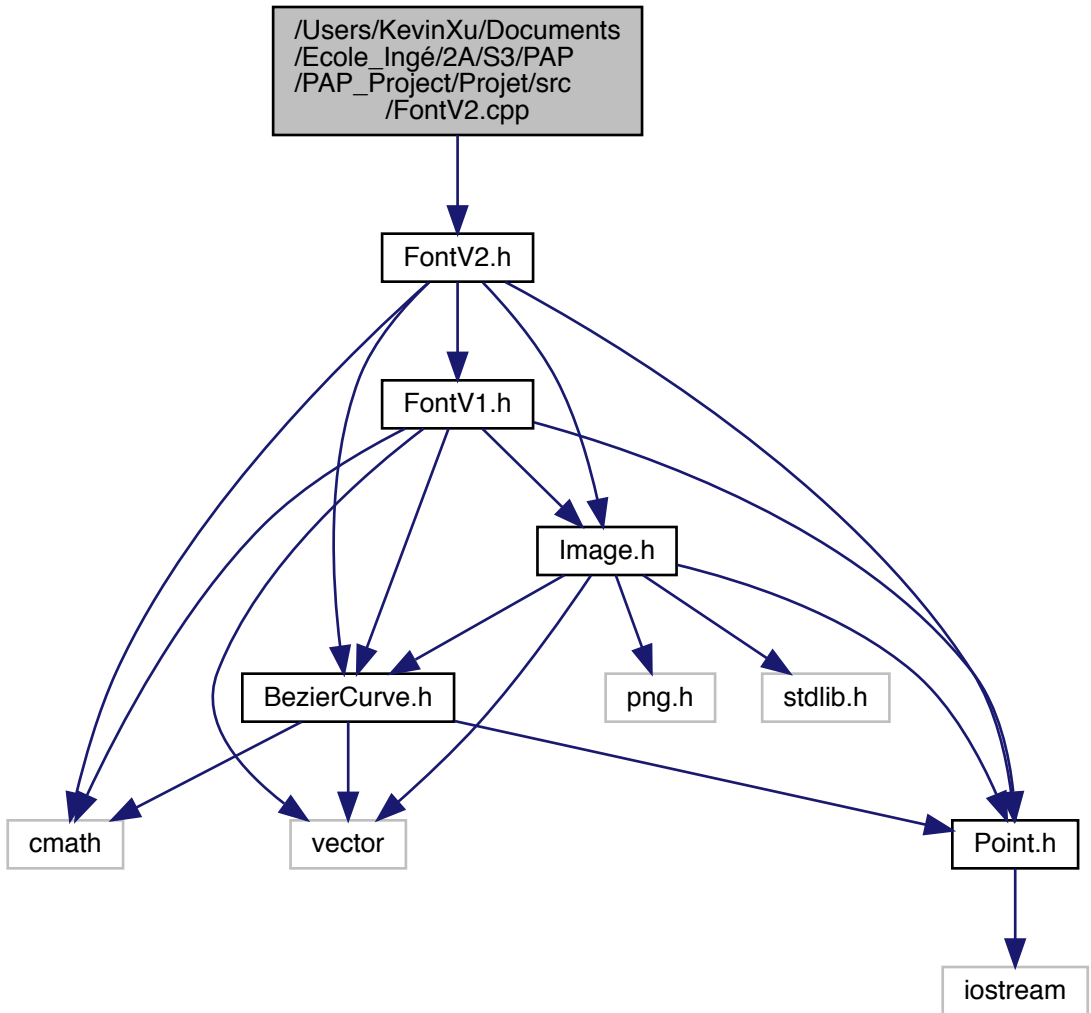 /Users/KevinXu/Documents
/Ecole_Ingé/2A/S3/PAP
/PAP_Project/Projet/src
/FontV2.cpp
FontV2.h
FontV1.h
Image.h
BezierCurve.h
png.h
stdlib.h
cmath
vector
Point.h
iostream